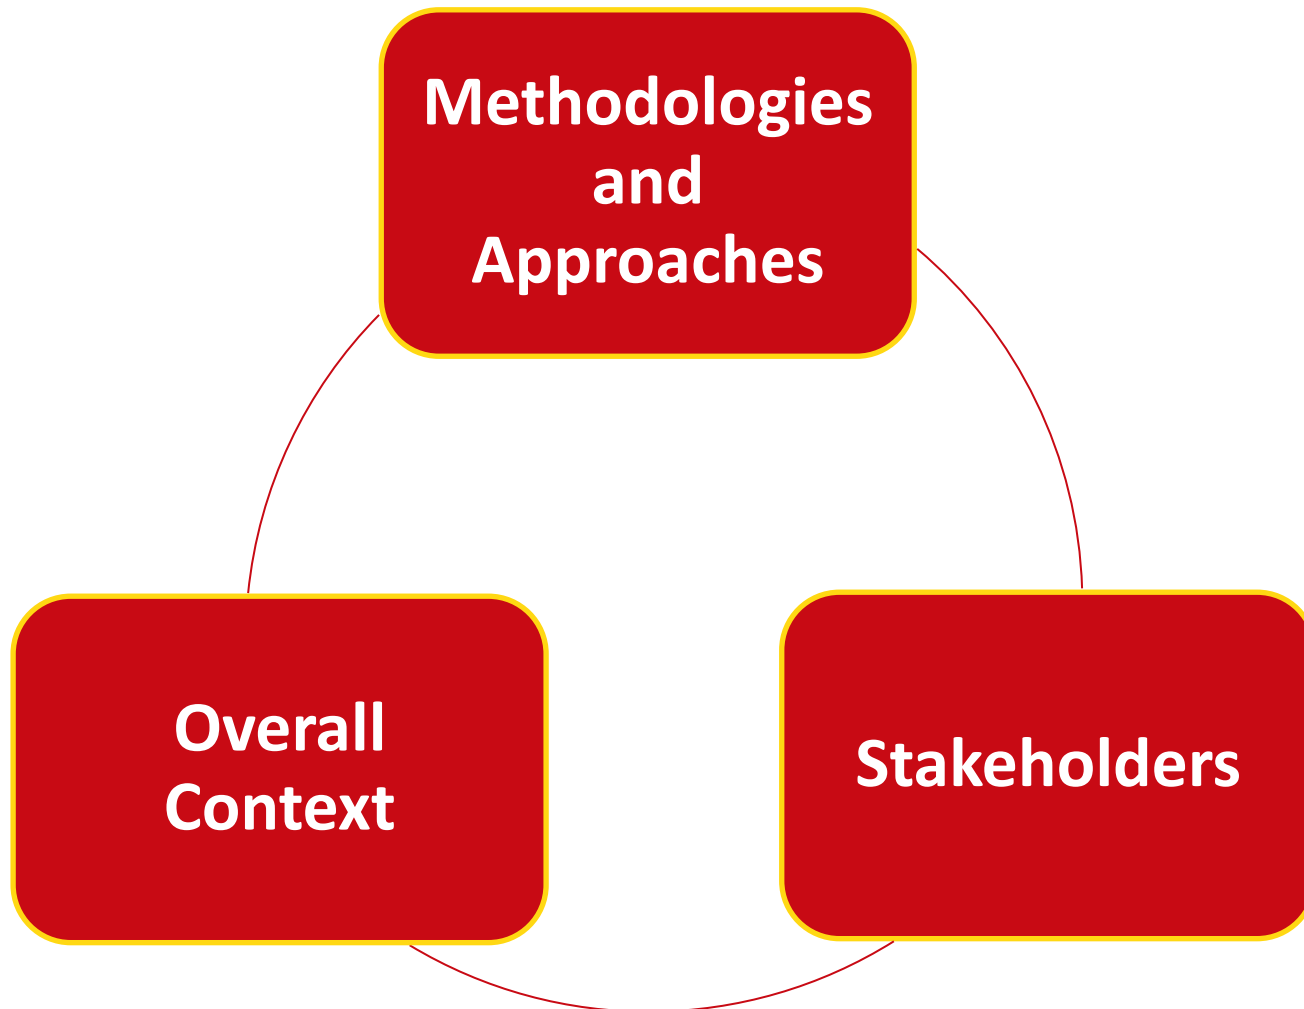 Methodologies
and
Approaches
Overall
Context
Stakeholders